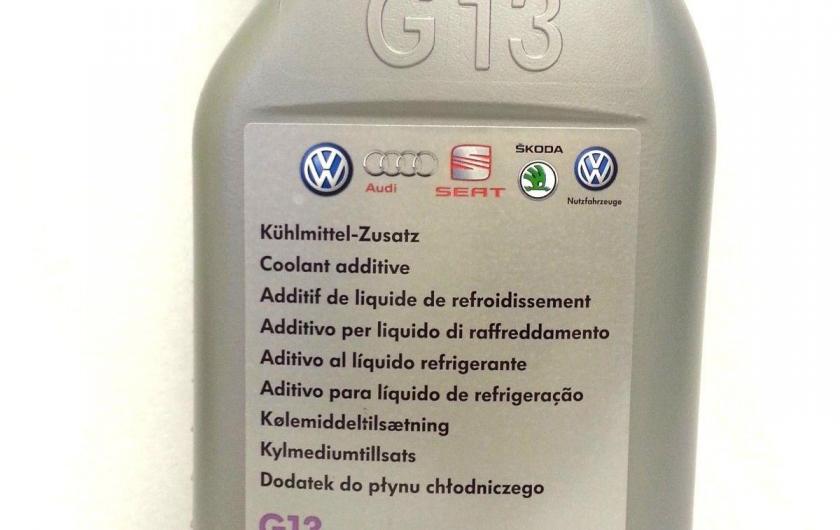 G 13
ŠKODA
Audi
SEAT
Nutzfahrzeuge
Kühlmittel-Zusatz
Coolant additive
Additif de liquide de refroidissement
Additivo per liquido di raffreddamento
Aditivo al líquido refrigerante
Aditivo para líquido de refrigeração
Kølemiddeltilsætning
Kylmediumtillsats
Dodatek do płynu chłodniczego
G13